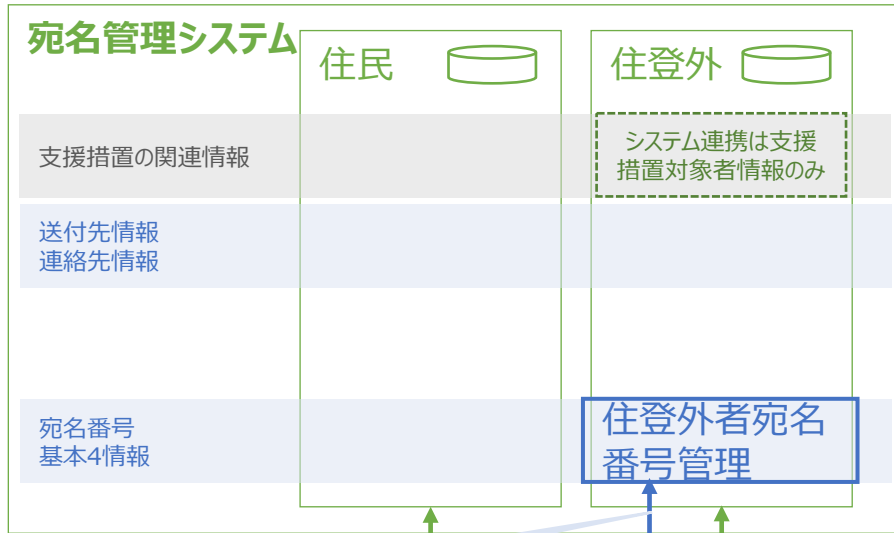 宛名管理システム
住民
住登外
支援措置の関連情報
システム連携は支援
措置対象者情報のみ
送付先情報
連絡先情報
宛名番号
基本4情報
住登外者宛名
番号管理